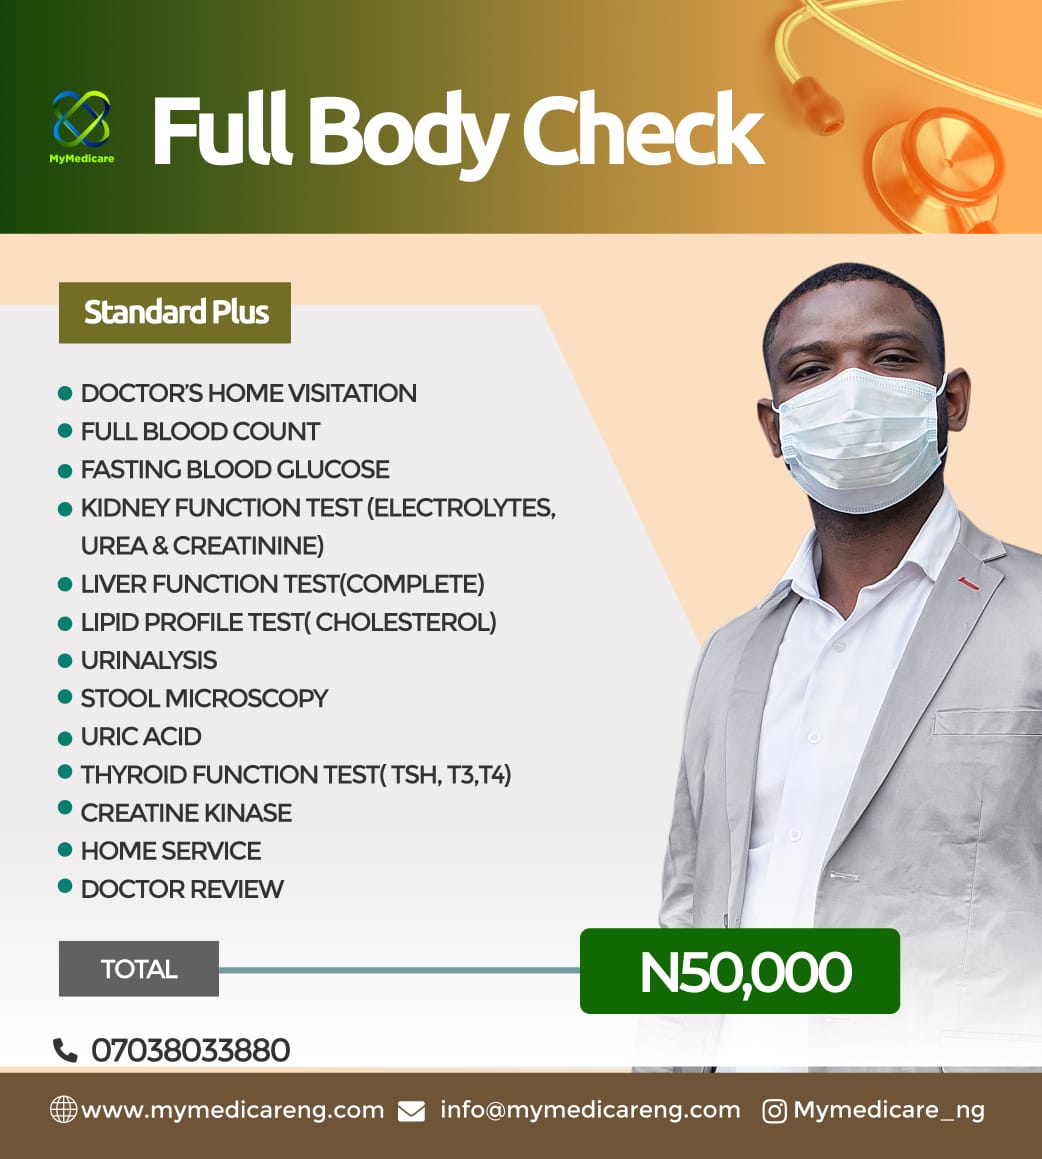 MyMedicare
Full Body Check
Standard Plus
DOCTOR'S HOME VISITATION
FULL BLOOD COUNT
FASTING BLOOD GLUCOSE
KIDNEY FUNCTION TEST (ELECTROLYTES,
UREA & CREATININE)
LIVER FUNCTION TEST(COMPLETE)
LIPID PROFILE TEST( CHOLESTEROL)
URINALYSIS
STOOL MICROSCOPY
URIC ACID
THYROID FUNCTION TEST( TSH, T3,T4)
CREATINE KINASE
HOME SERVICE
DOCTOR REVIEW
TOTAL
N50,000
07038033880
www.mymedicareng.com info@mymedicareng.com Mymedicare_ng